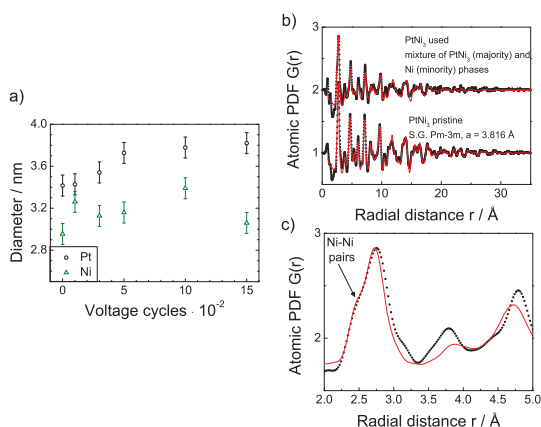 a)
Diameter / nm
4.0
3.6
3.2
2.8
Pt
Ni
0
5
10
15
Voltage cycles · 10⁻²
b)
Atomic PDF G(r)
3
2
1
PtNi₃ used
mixture of PtNi₃ (majority) and
Ni (minority) phases
PtNi₃ pristine
S.G. Pm-3m, a = 3.816 Å
0
5
10
15
20
25
30
Radial distance r / Å
c)
Atomic PDF G(r)
3
2
1
Ni-Ni
pairs
2.0
2.5
3.0
3.5
4.0
4.5
5.0
Radial distance r / Å